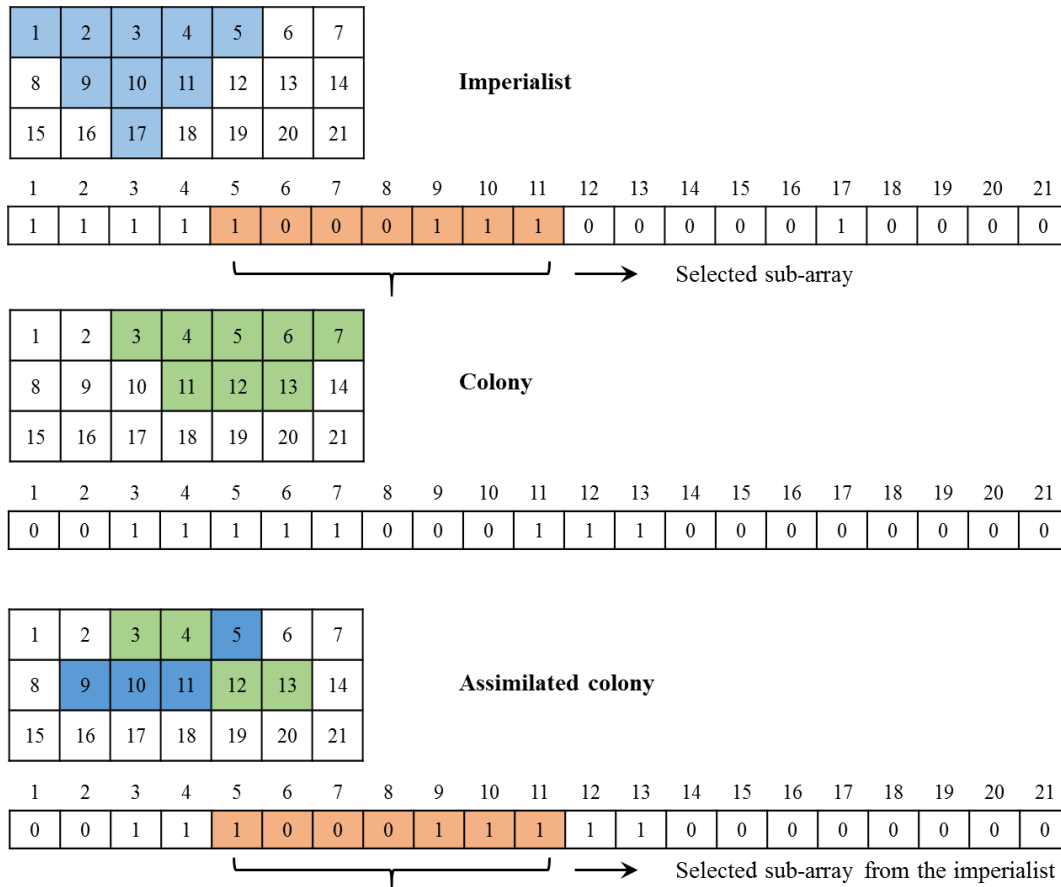 1 2 3 4 5 6 7
8 9 10 11 12 13 14
Imperialist
15 16 17 18 19 20 21
1 2 3 4 5 6 7 8 9 10 11 12 13 14 15 16 17 18 19 20 21
1 1 1 1 1 0 0 0 1 1 1 0 0 0 0 0 1 0 0 0 0
Selected sub-array
1 2 3 4 5 6 7
8 9 10 11 12 13 14
Colony
15 16 17 18 19 20 21
1 2 3 4 5 6 7 8 9 10 11 12 13 14 15 16 17 18 19 20 21
0 0 1 1 1 1 1 0 0 0 1 1 1 0 0 0 0 0 0 0 0
1 2 3 4 5 6 7
8 9 10 11 12 13 14
Assimilated colony
15 16 17 18 19 20 21
1 2 3 4 5 6 7 8 9 10 11 12 13 14 15 16 17 18 19 20 21
0 0 1 1 1 0 0 0 1 1 1 1 1 0 0 0 0 0 0 0 0
Selected sub-array from the imperialist